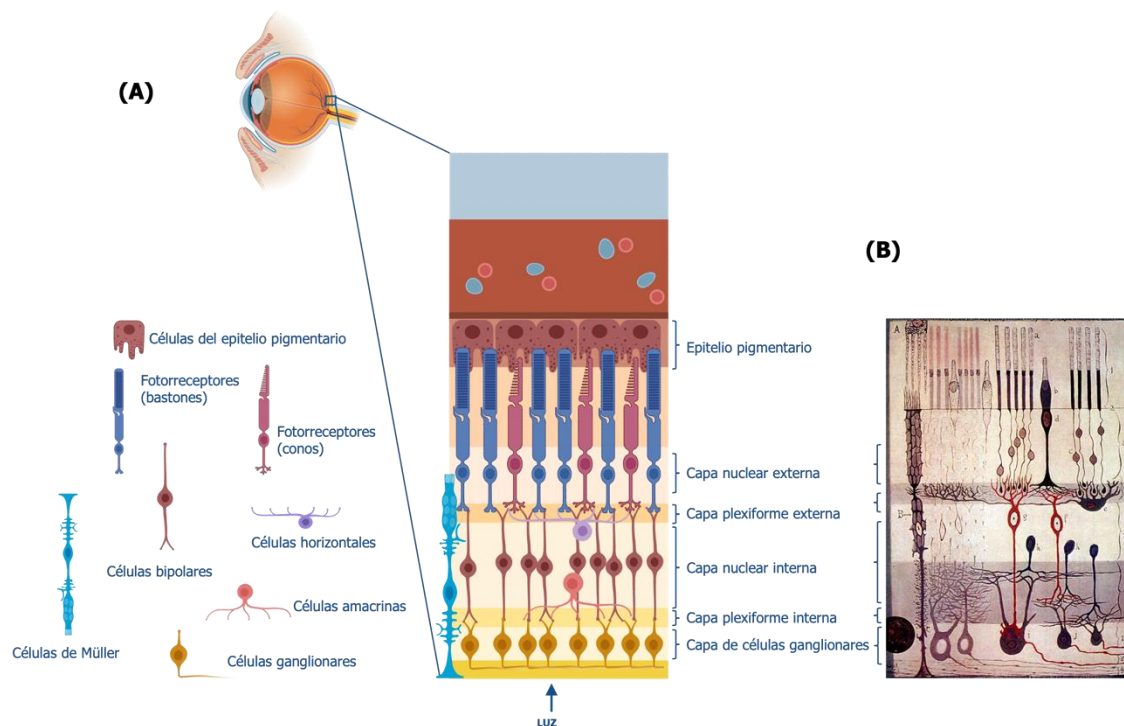 (A)
(B)
Células del epitelio pigmentario
Fotorreceptores
(bastones)
Fotorreceptores
(conos)
Células horizontales
Células bipolares
Células amacrinas
Células de Müller
Células ganglionares
Epitelio pigmentario
Capa nuclear externa
Capa plexiforme externa
Capa nuclear interna
Capa plexiforme interna
Capa de células ganglionares
LUZ
A
a
b
d
B
g
f